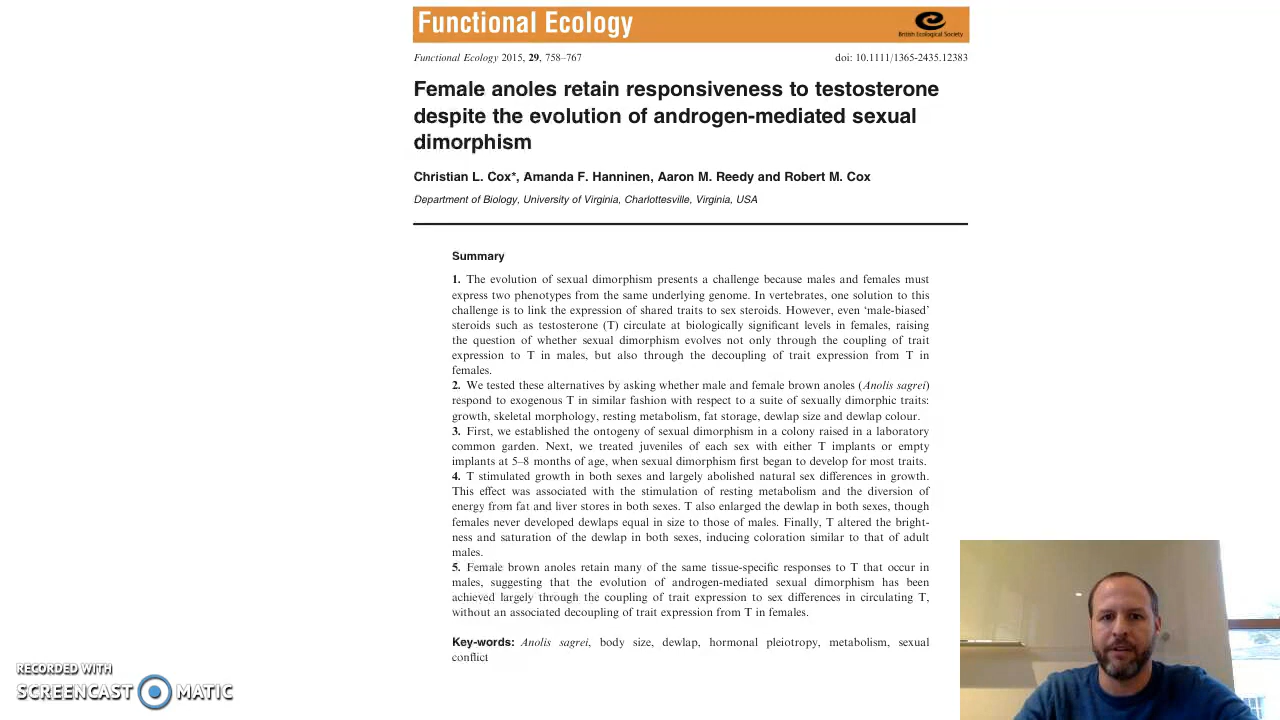 Functional Ecology
British Ecological Society
Functional Ecology 2015, 29, 758–767
doi: 10.1111/1365-2435.12383
Female anoles retain responsiveness to testosterone
despite the evolution of androgen-mediated sexual
dimorphism
Christian L. Cox*, Amanda F. Hanninen, Aaron M. Reedy and Robert M. Cox
Department of Biology, University of Virginia, Charlottesville, Virginia, USA
Summary
1. The evolution of sexual dimorphism presents a challenge because males and females must
express two phenotypes from the same underlying genome. In vertebrates, one solution to this
challenge is to link the expression of shared traits to sex steroids. However, even ‘male-biased’
steroids such as testosterone (T) circulate at biologically significant levels in females, raising
the question of whether sexual dimorphism evolves not only through the coupling of trait
expression to T in males, but also through the decoupling of trait expression from T in
females.
2. We tested these alternatives by asking whether male and female brown anoles (Anolis sagrei)
respond to exogenous T in similar fashion with respect to a suite of sexually dimorphic traits:
growth, skeletal morphology, resting metabolism, fat storage, dewlap size and dewlap colour.
3. First, we established the ontogeny of sexual dimorphism in a colony raised in a laboratory
common garden. Next, we treated juveniles of each sex with either T implants or empty
implants at 5–8 months of age, when sexual dimorphism first began to develop for most traits.
4. T stimulated growth in both sexes and largely abolished natural sex differences in growth.
This effect was associated with the stimulation of resting metabolism and the diversion of
energy from fat and liver stores in both sexes. T also enlarged the dewlap in both sexes, though
females never developed dewlaps equal in size to those of males. Finally, T altered the bright-
ness and saturation of the dewlap in both sexes, inducing coloration similar to that of adult
males.
5. Female brown anoles retain many of the same tissue-specific responses to T that occur in
males, suggesting that the evolution of androgen-mediated sexual dimorphism has been
achieved largely through the coupling of trait expression to sex differences in circulating T,
without an associated decoupling of trait expression from T in females.
Key-words: Anolis sagrei, body size, dewlap, hormonal pleiotropy, metabolism, sexual
conflict
RECORDED WITH
SCREENCAST MATIC